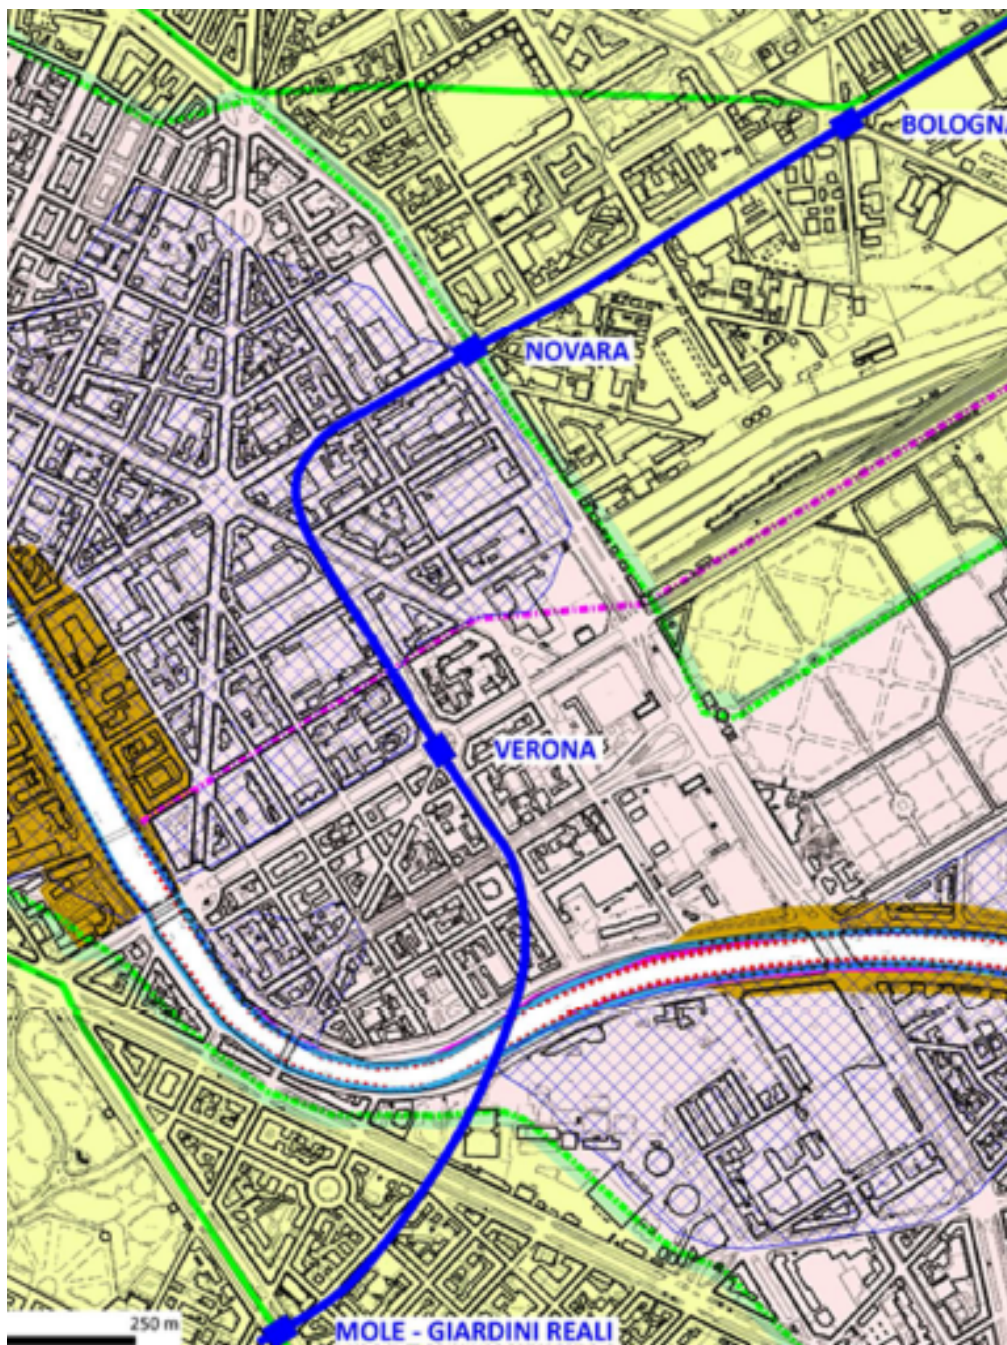 BOLOGNA
NOVARA
VERONA
250 m
MOLE - GIARDINI REALI